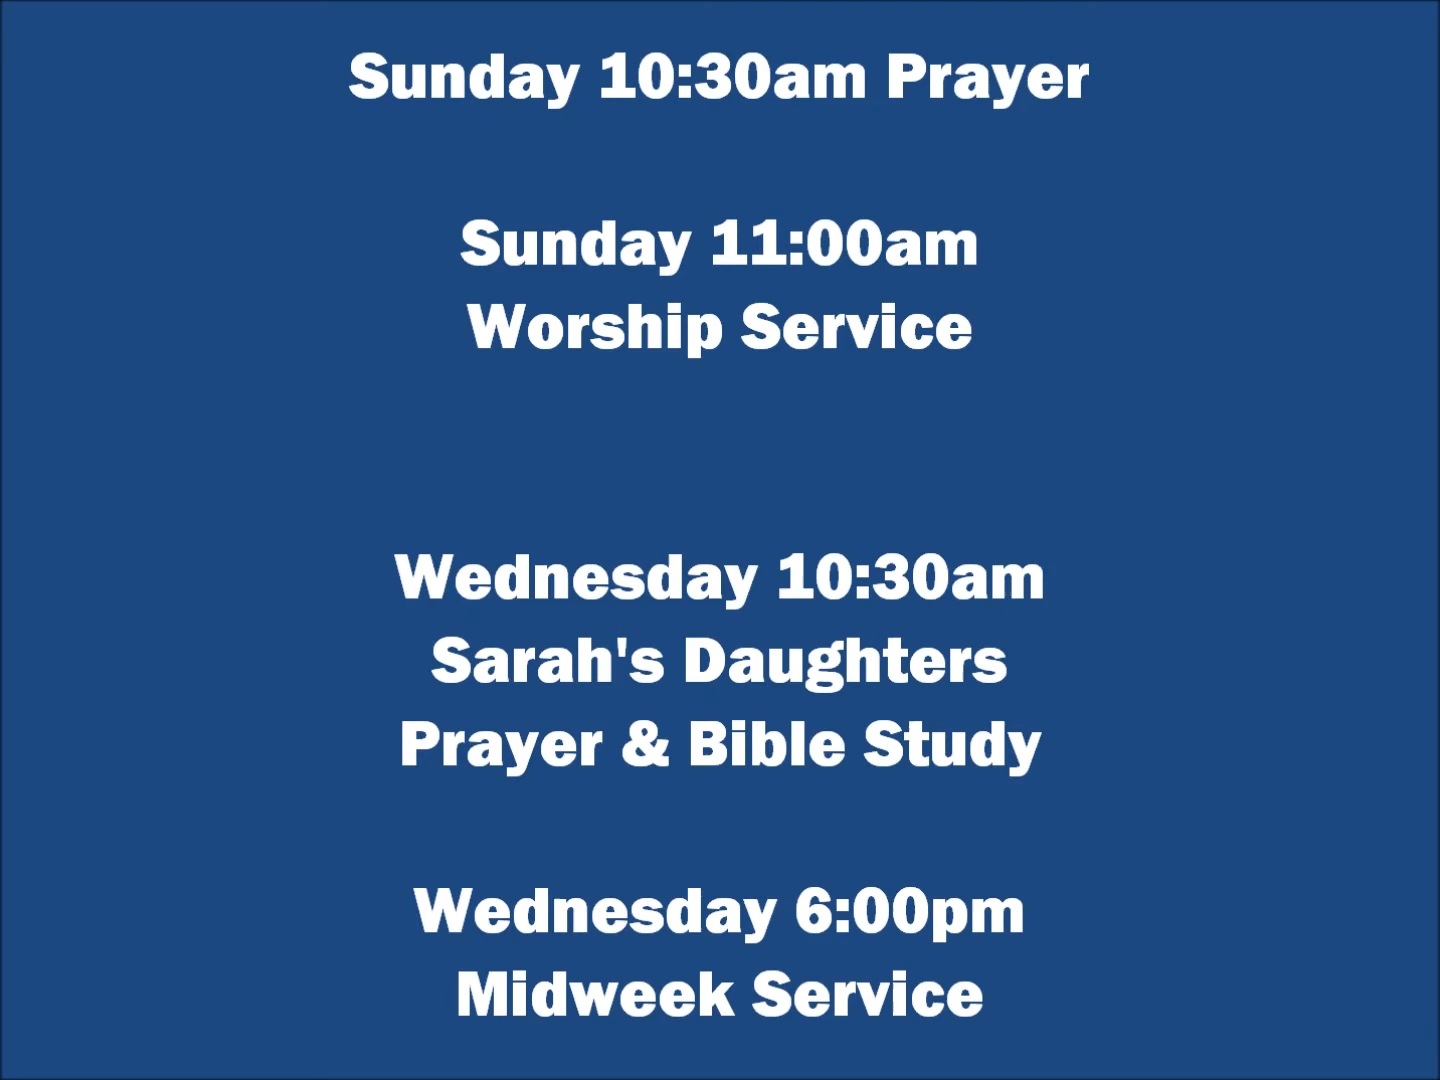 Sunday 10:30am Prayer
Sunday 11:00am
Worship Service
Wednesday 10:30am
Sarah's Daughters
Prayer & Bible Study
Wednesday 6:00pm
Midweek Service